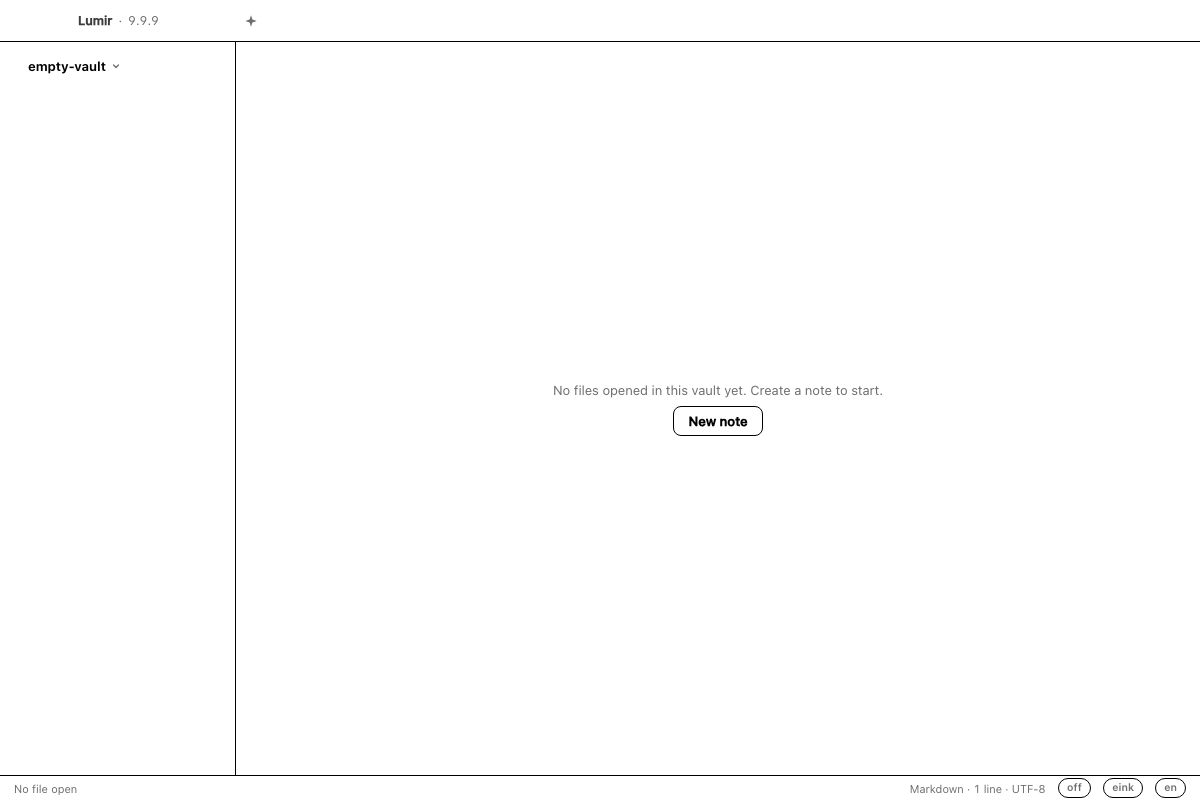 Lumir · 9.9.9
empty-vault
No files opened in this vault yet. Create a note to start.
New note
No file open
Markdown · 1 line · UTF-8
off
eink
en